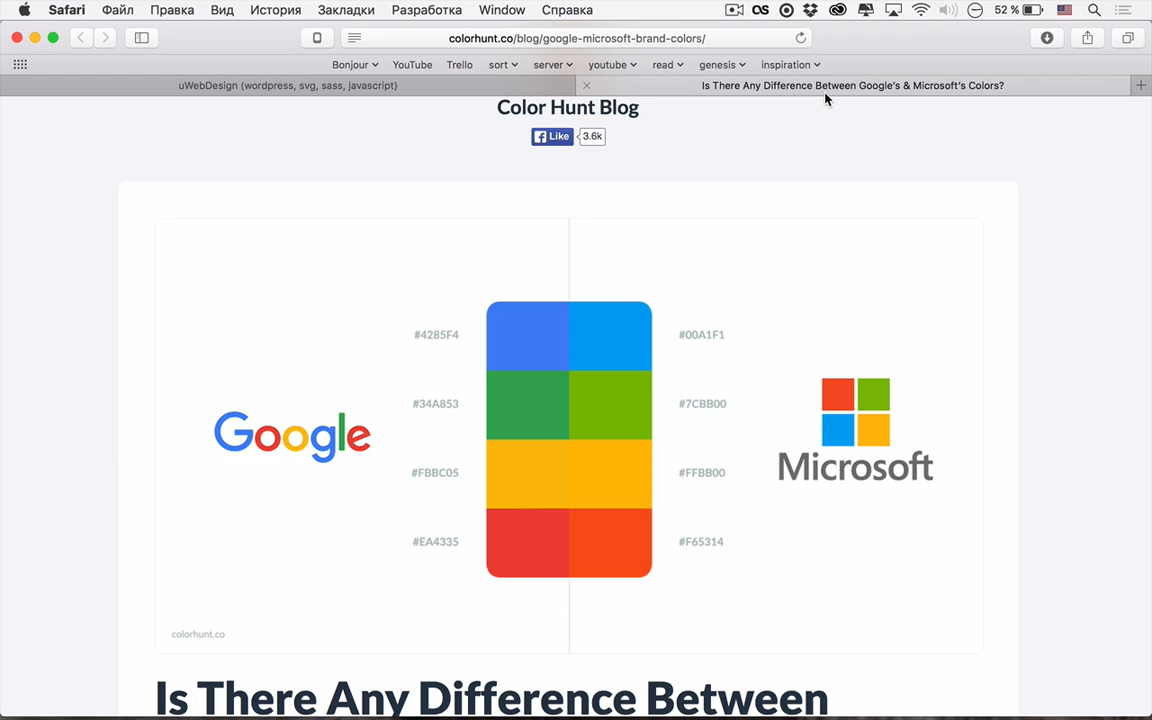 Safari Файл Правка Вид История Закладки Разработка Window Справка 52 %
colorhunt.co/blog/google-microsoft-brand-colors/
Bonjour YouTube Trello sort server youtube read genesis inspiration
uWebDesign (wordpress, svg, sass, javascript) Is There Any Difference Between Google's & Microsoft's Colors?
Color Hunt Blog
Like 3.6k
#4285F4 #00A1F1
#34A853 #7CBB00
Google
Microsoft
#FBBC05 #FFBB00
#EA4335 #F65314
colorhunt.co
Is There Any Difference Between